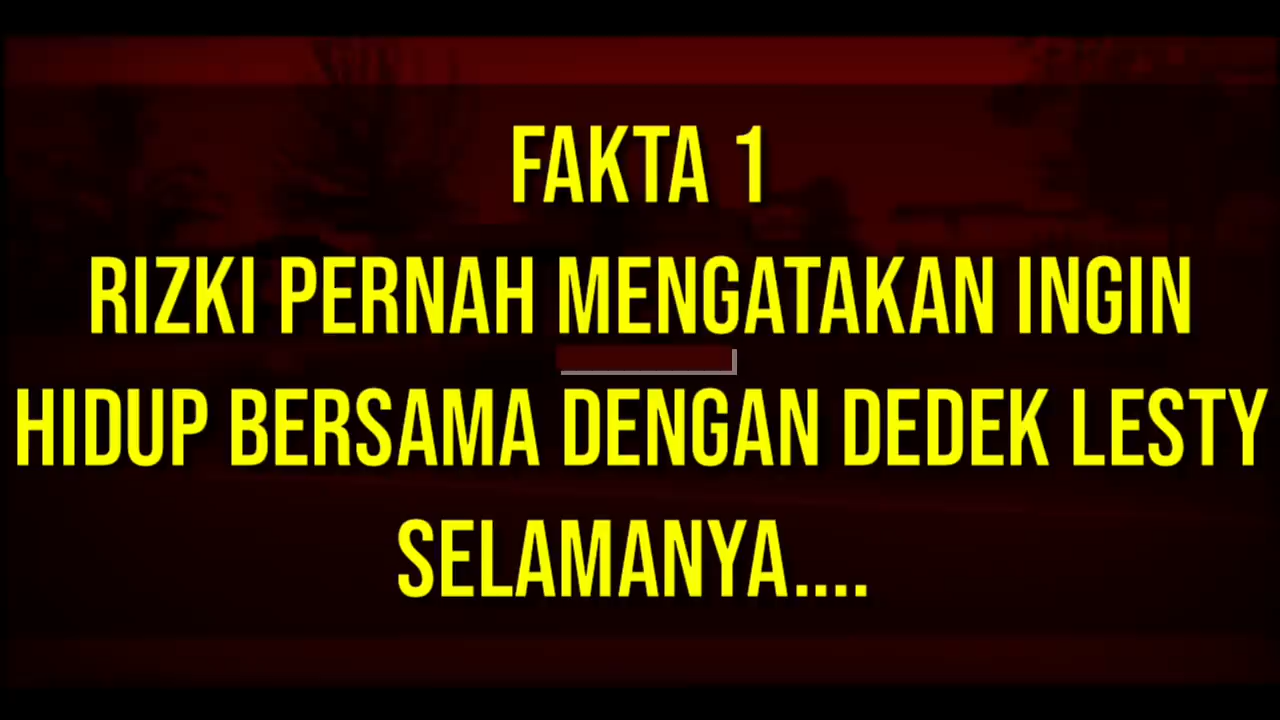 FAKTA 1
RIZKI PERNAH MENGATAKAN INGIN
HIDUP BERSAMA DENGAN DEDEK LESTY
SELAMANYA....